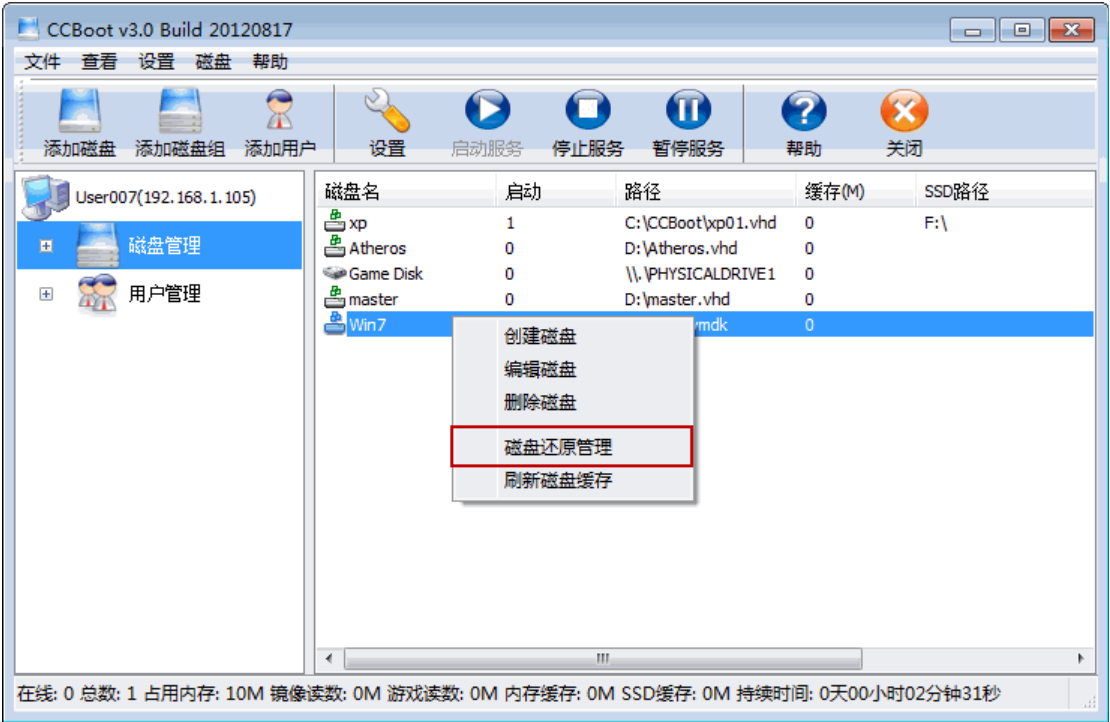 CCBoot v3.0 Build 20120817
文件 查看 设置 磁盘 帮助
添加磁盘 添加磁盘组 添加用户 设置 启动服务 停止服务 暂停服务 帮助 关闭
User007(192.168.1.105)
磁盘管理
用户管理
磁盘名 启动 路径 缓存(M) SSD路径
xp 1 C:\CCBoot\xp01.vhd 0 F:\
Atheros 0 D:\Atheros.vhd 0
Game Disk 0 \\.\PHYSICALDRIVE1 0
master 0 D:\master.vhd 0
Win7 vmdk 0
创建磁盘
编辑磁盘
删除磁盘
磁盘还原管理
刷新磁盘缓存
在线: 0 总数: 1 占用内存: 10M 镜像读数: 0M 游戏读数: 0M 内存缓存: 0M SSD缓存: 0M 持续时间: 0天00小时02分钟31秒